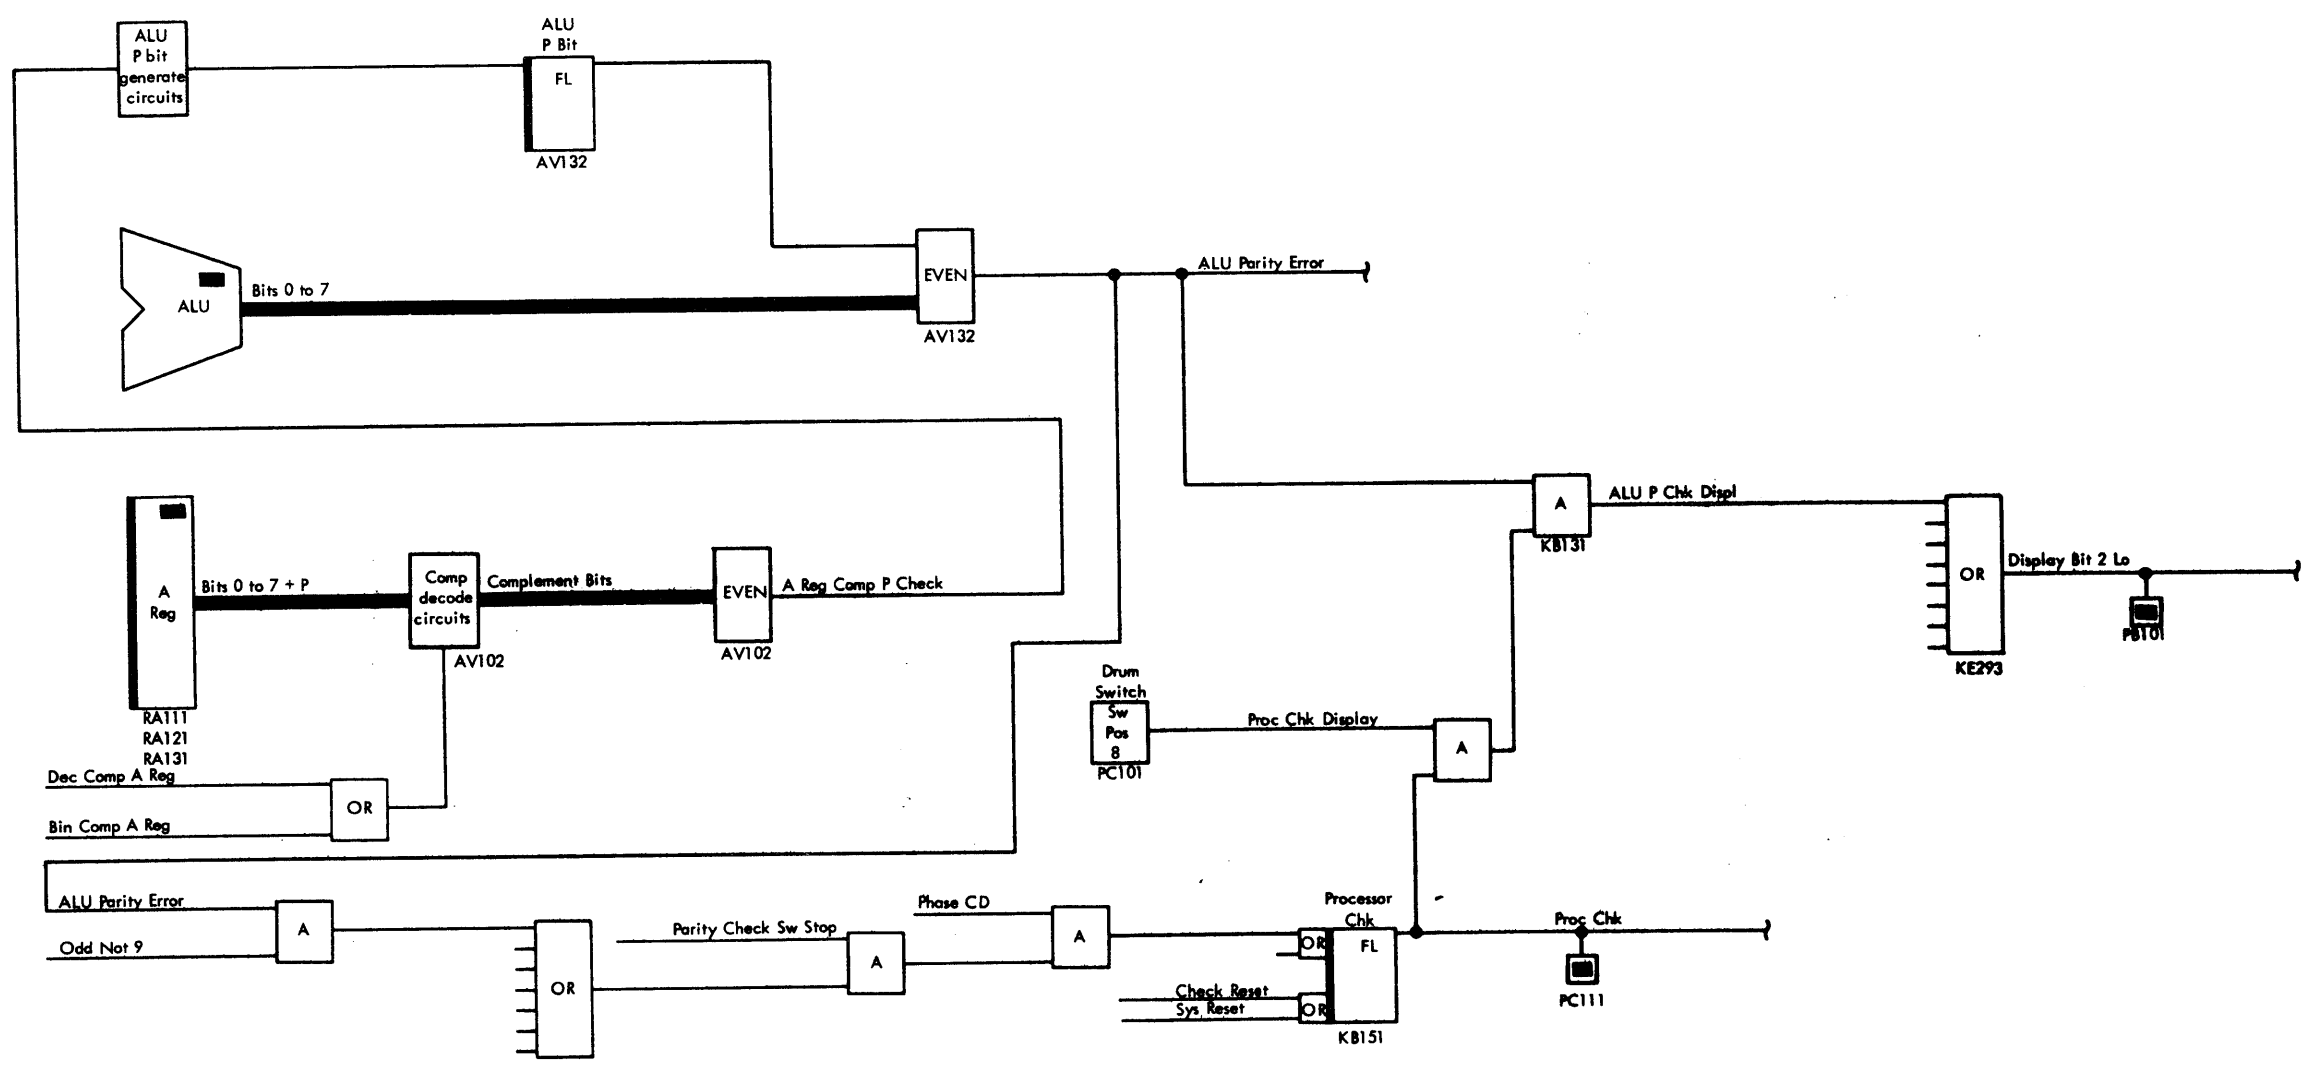 ALU
P bit
generate
circuits
ALU
P Bit
FL
AV132
ALU
Bits 0 to 7
EVEN
AV132
ALU Parity Error
A
Reg
RA111
RA121
RA131
Bits 0 to 7 + P
Comp
decode
circuits
AV102
Complement Bits
EVEN
AV102
A Reg Comp P Check
Dec Comp A Reg
Bin Comp A Reg
OR
A
KB131
ALU P Chk Displ
OR
KE293
Display Bit 2 Lo
PB101
Drum
Switch
Sw
Pos
8
PC101
Proc Chk Display
A
ALU Parity Error
Odd Not 9
A
OR
Parity Check Sw Stop
A
Phase CD
A
Processor
Chk
OR
FL
Check Reset
Sys Reset
OR
KB151
Proc Chk
PC111